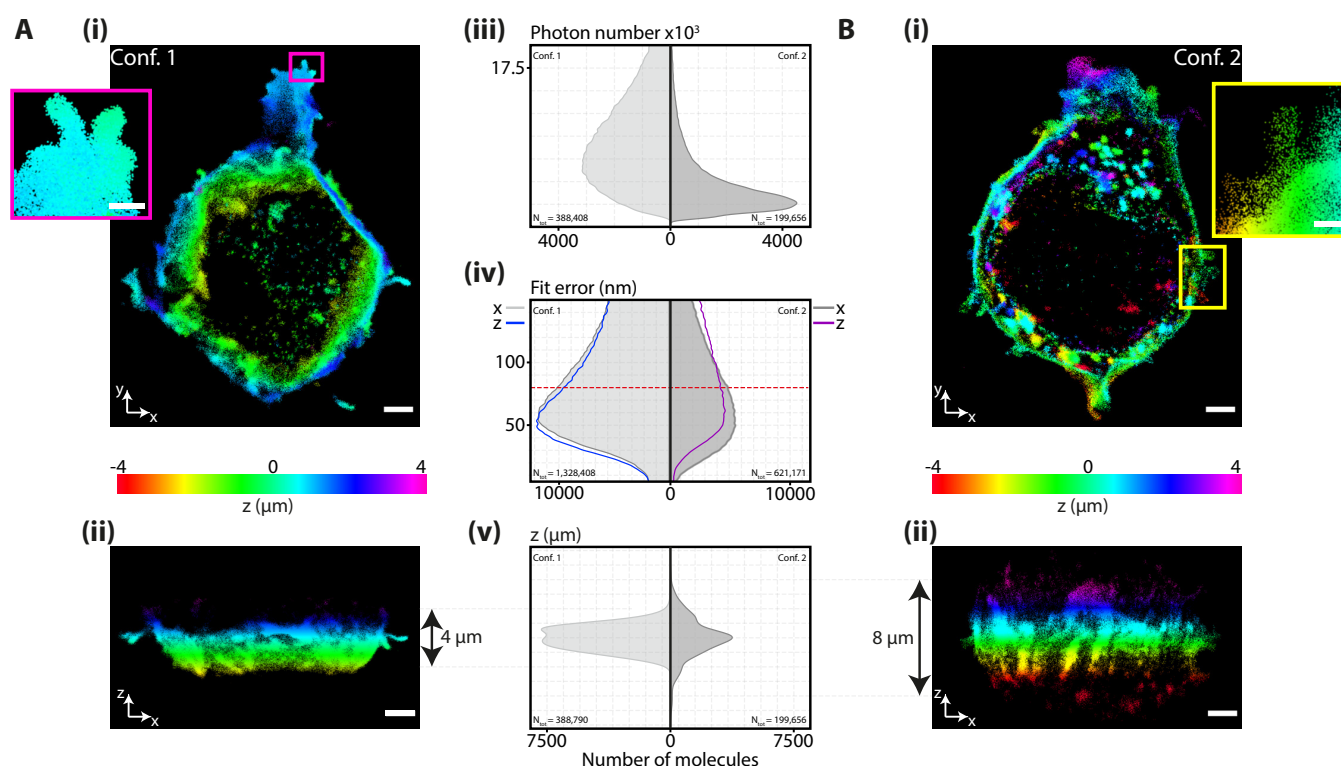 A
(i)
Conf. 1
y
x
-4
0
4
z (μm)
(ii)
z
x
4 μm
(iii)
Photon number x10³
Conf. 1
Conf. 2
17.5
N_tot = 388,408
N_tot = 199,656
4000
0
4000
(iv)
Fit error (nm)
x
z
Conf. 1
Conf. 2
x
z
100
50
N_tot = 1,328,408
N_tot = 621,171
10000
0
10000
(v)
z (μm)
Conf. 1
Conf. 2
N_tot = 388,790
N_tot = 199,656
7500
0
7500
Number of molecules
B
(i)
Conf. 2
y
x
-4
0
4
z (μm)
(ii)
8 μm
z
x